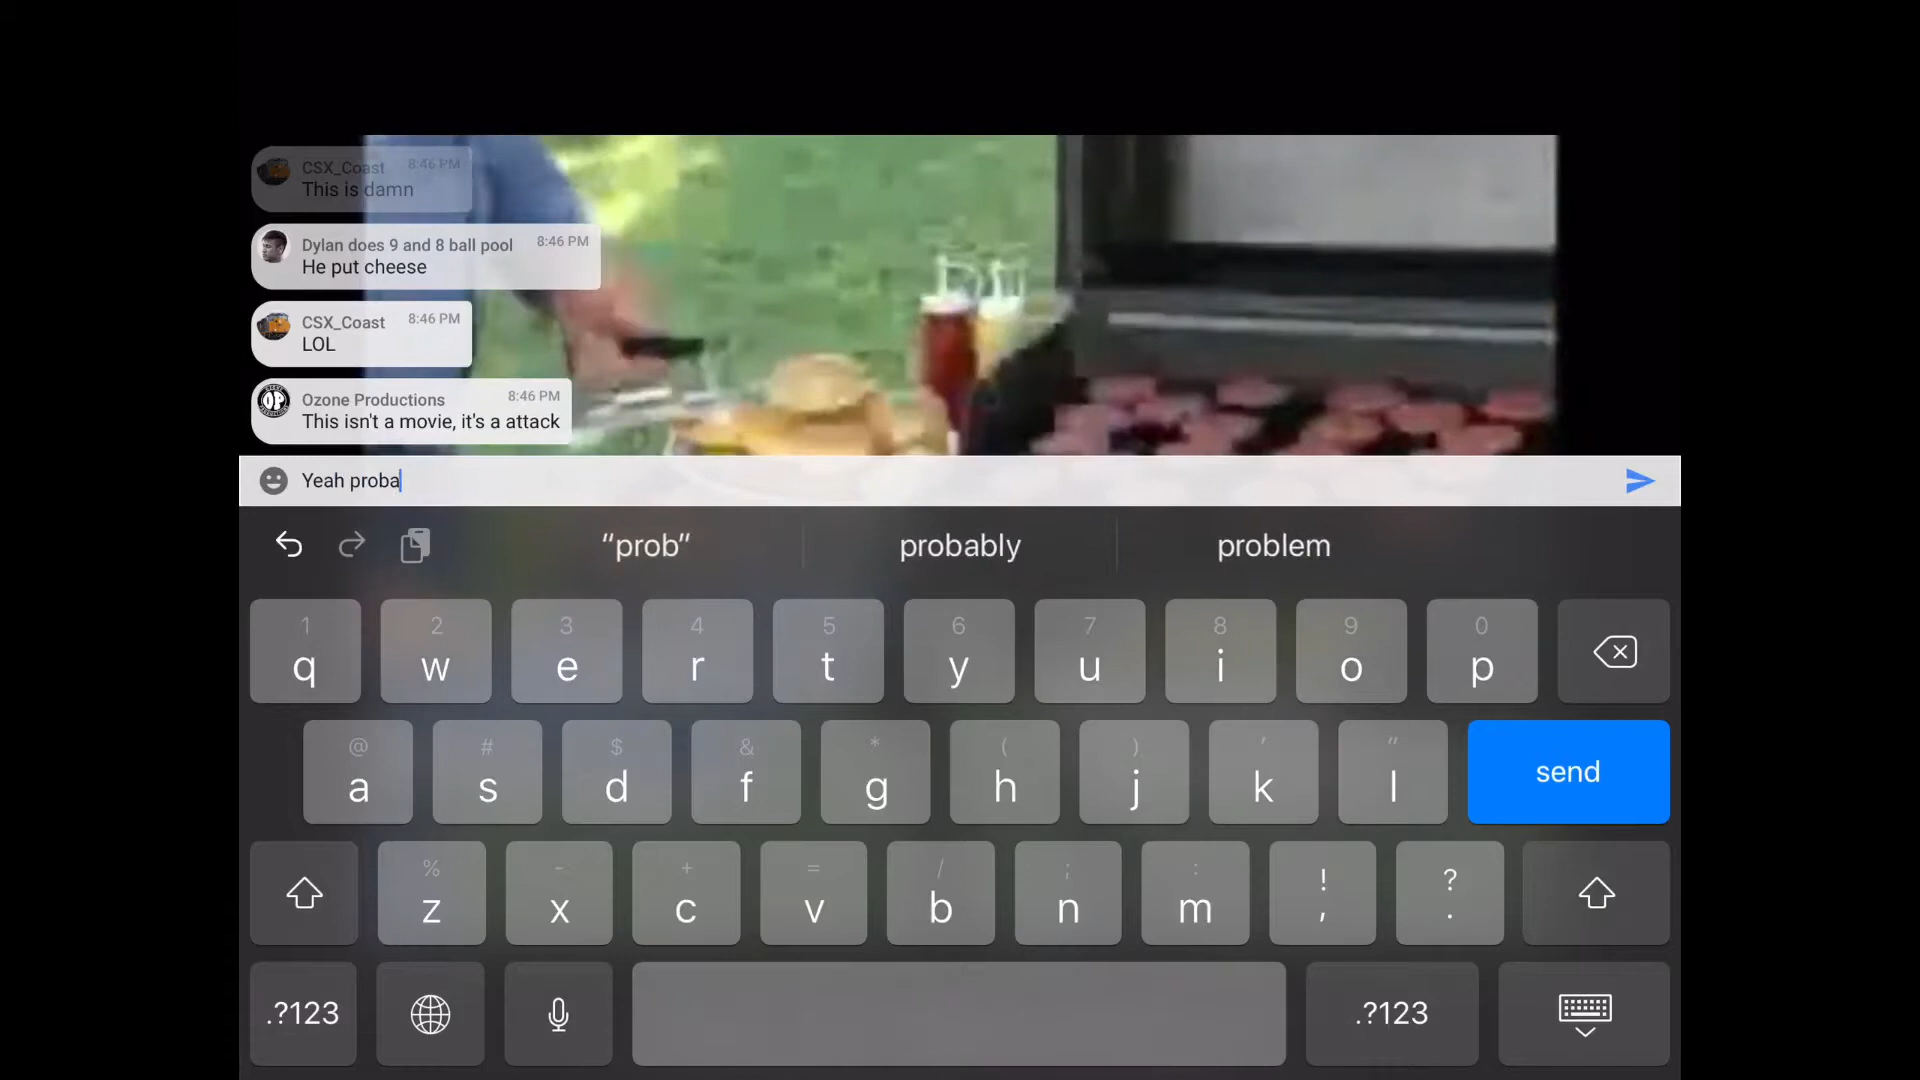 CSX_Coast 8:46 PM
This is damn
Dylan does 9 and 8 ball pool 8:46 PM
He put cheese
CSX_Coast 8:46 PM
LOL
OP
Ozone Productions 8:46 PM
This isn't a movie, it's a attack
Yeah proba
“prob” probably problem
1 2 3 4 5 6 7 8 9 0
q w e r t y u i o p
@ # $ & * ( ) ' "
a s d f g h j k l send
% - + = / ; : ! ?
z x c v b n m , .
.?123 .?123